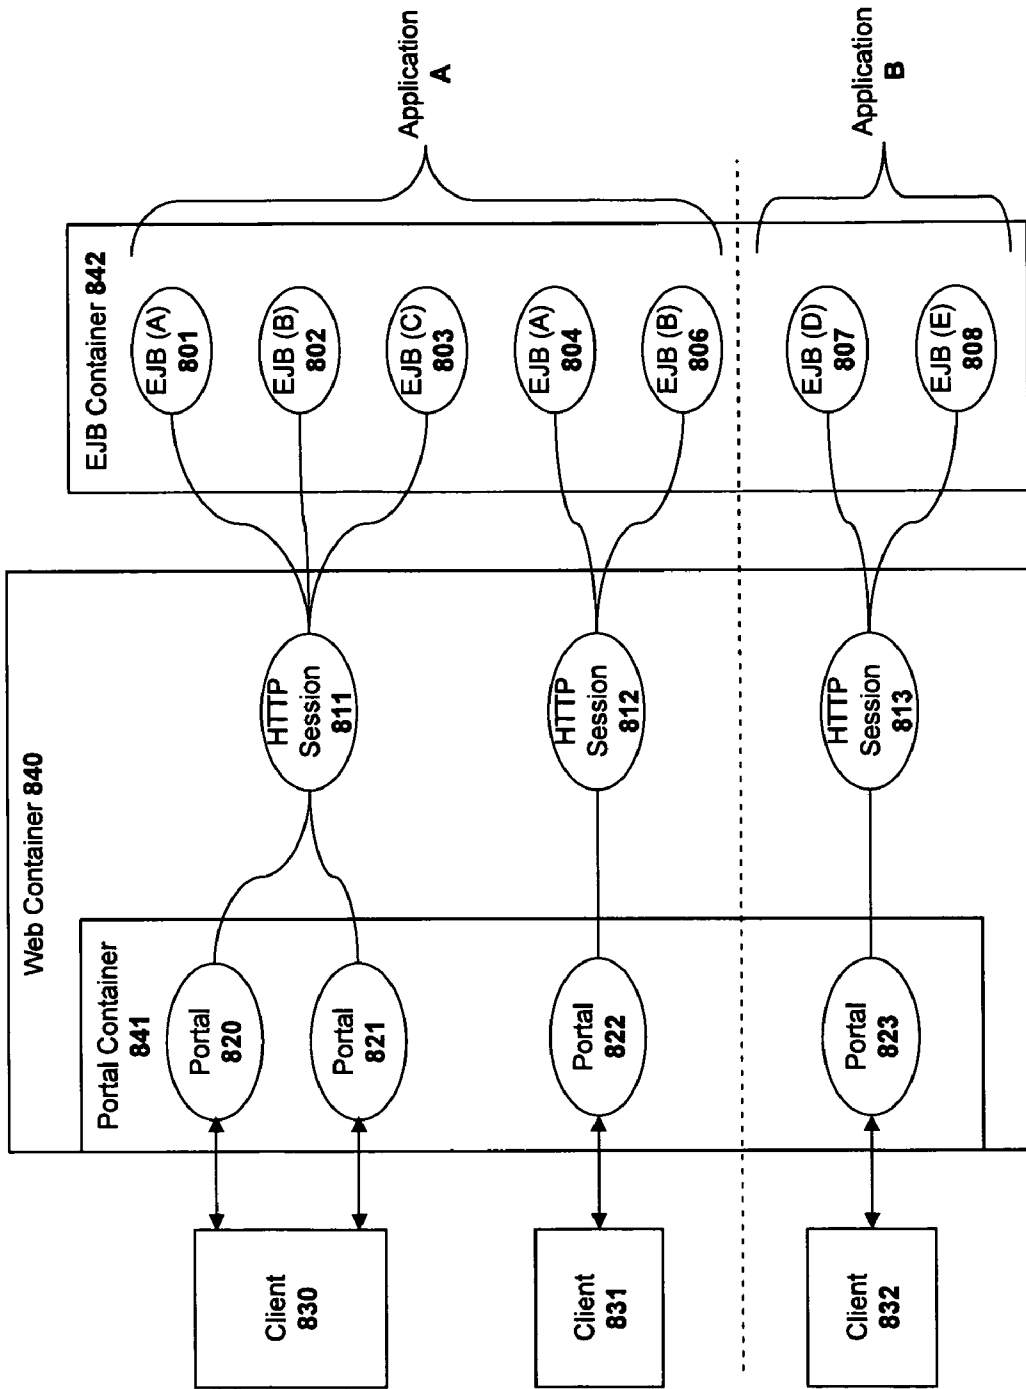 Client
830
Client
831
Client
832
Web Container 840
Portal Container
841
Portal
820
Portal
821
Portal
822
Portal
823
HTTP
Session
811
HTTP
Session
812
HTTP
Session
813
EJB Container 842
EJB (A)
801
EJB (B)
802
EJB (C)
803
EJB (A)
804
EJB (B)
806
EJB (D)
807
EJB (E)
808
Application
A
Application
B